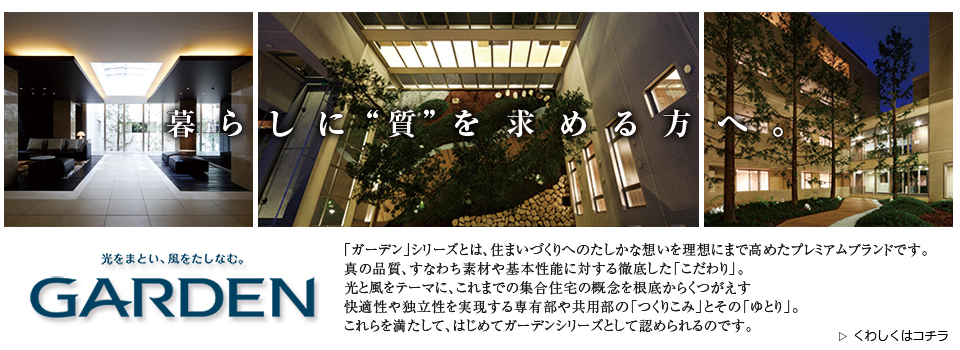 暮らしに“質”を求める方へ。
光をまとい、風をたしなむ。
GARDEN
「ガーデン」シリーズとは、住まいづくりへのたしかな想いを理想にまで高めたプレミアムブランドです。
真の品質、すなわち素材や基本性能に対する徹底した「こだわり」。
光と風をテーマに、これまでの集合住宅の概念を根底からくつがえす
快適性や独立性を実現する専有部や共用部の「つくりこみ」とその「ゆとり」。
これらを満たして、はじめてガーデンシリーズとして認められるのです。
▷ くわしくはコチラ